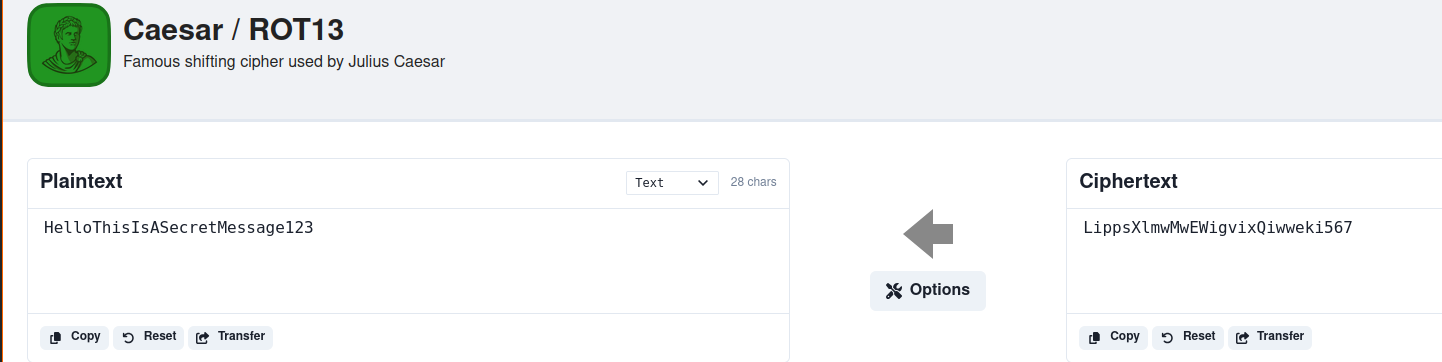 Caesar / ROT13
Famous shifting cipher used by Julius Caesar
Plaintext
Text
28 chars
HelloThisIsASecretMessage123
Copy
Reset
Transfer
Options
Ciphertext
LippsXlmwMwEWigvixQiwweki567
Copy
Reset
Transfer